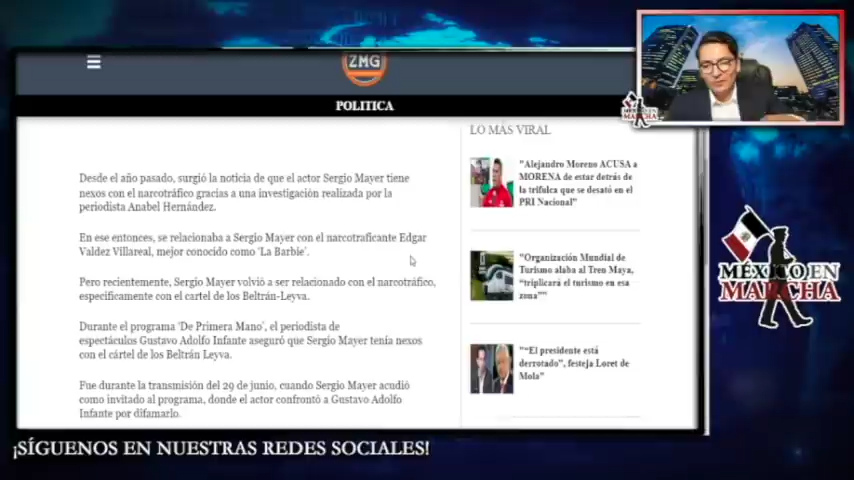 ZMG
POLITICA
Desde el año pasado, surgió la noticia de que el actor Sergio Mayer tiene
nexos con el narcotráfico gracias a una investigación realizada por la
periodista Anabel Hernández.
En ese entonces, se relacionaba a Sergio Mayer con el narcotraficante Edgar
Valdez Villareal, mejor conocido como 'La Barbie'.
Pero recientemente, Sergio Mayer volvió a ser relacionado con el narcotráfico,
específicamente con el cartel de los Beltrán-Leyva.
Durante el programa 'De Primera Mano', el periodista de
espectáculos Gustavo Adolfo Infante aseguró que Sergio Mayer tenía nexos
con el cártel de los Beltrán Leyva.
Fue durante la transmisión del 29 de junio, cuando Sergio Mayer acudió
como invitado al programa, donde el actor confrontó a Gustavo Adolfo
Infante por difamarlo.
LO MÁS VIRAL
"Alejandro Moreno ACUSA a
MORENA de estar detrás de
la trifulca que se desató en el
PRI Nacional"
"Organización Mundial de
Turismo alaba al Tren Maya,
"triplicará el turismo en esa
zona""
""El presidente está
derrotado", festeja Loret de
Mola"
MÉXICO EN
MARCHA
MÉXICO EN
MARCHA
¡SÍGUENOS EN NUESTRAS REDES SOCIALES!